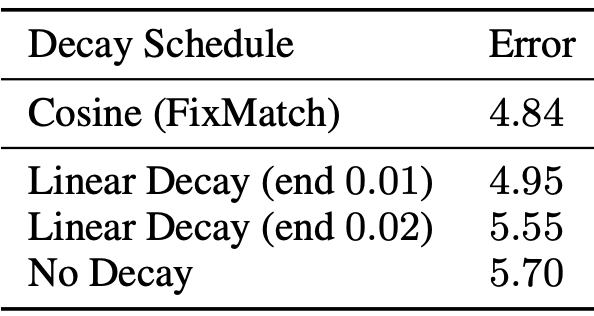 Decay Schedule Error
Cosine (FixMatch) 4.84
Linear Decay (end 0.01) 4.95
Linear Decay (end 0.02) 5.55
No Decay 5.70